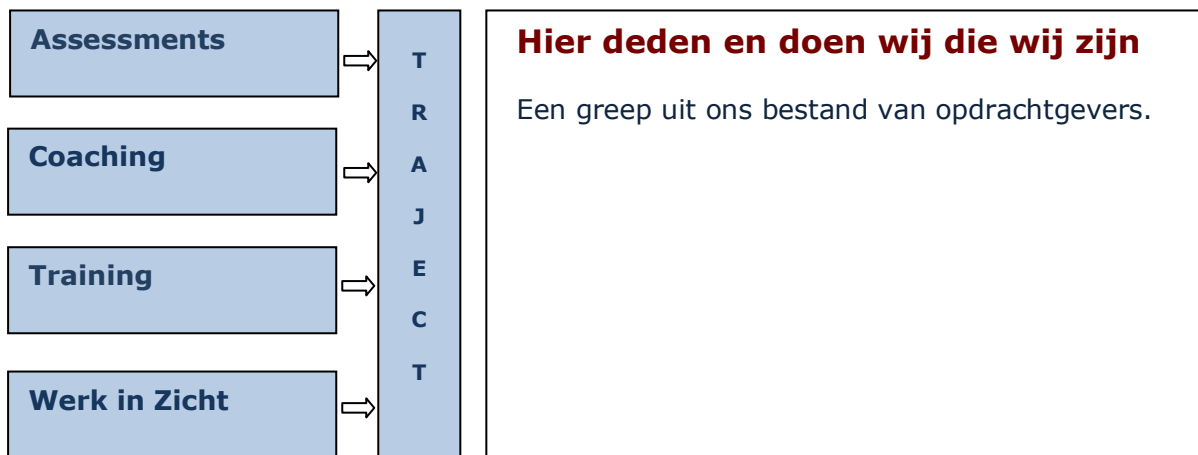 Assessments
Coaching
Training
Werk in Zicht
T
R
A
J
E
C
T
Hier deden en doen wij die wij zijn
Een greep uit ons bestand van opdrachtgevers.